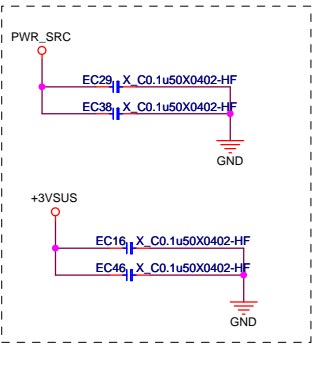 PWR_SRC
EC29 X_C0.1u50X0402-HF
EC38 X_C0.1u50X0402-HF
GND
+3VSUS
EC16 X_C0.1u50X0402-HF
EC46 X_C0.1u50X0402-HF
GND